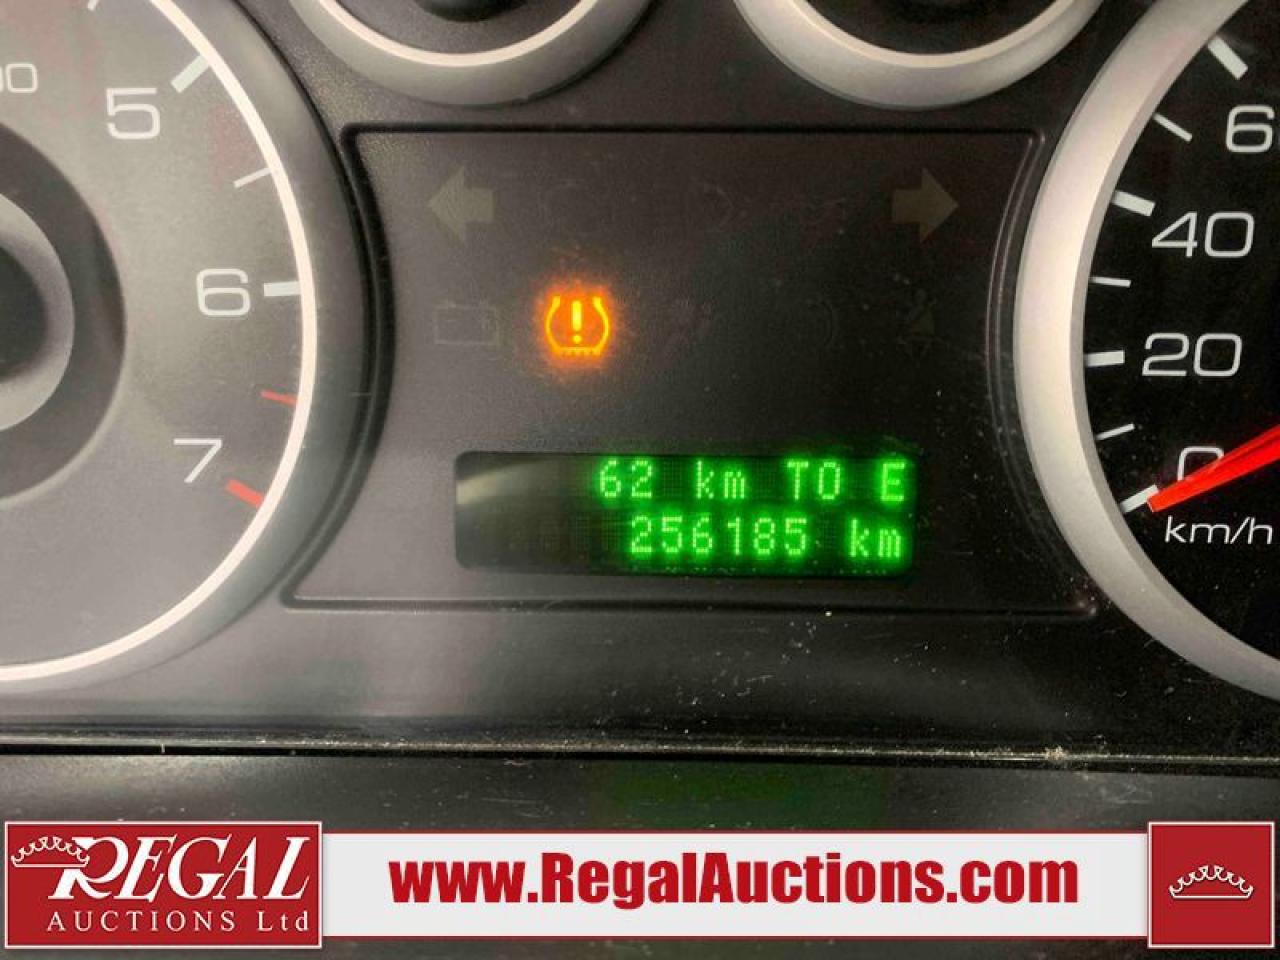 5
60
40
6
20
62 km TO E
7
0
256185 km
km/h
REGAL
AUCTIONS Ltd
www.RegalAuctions.com